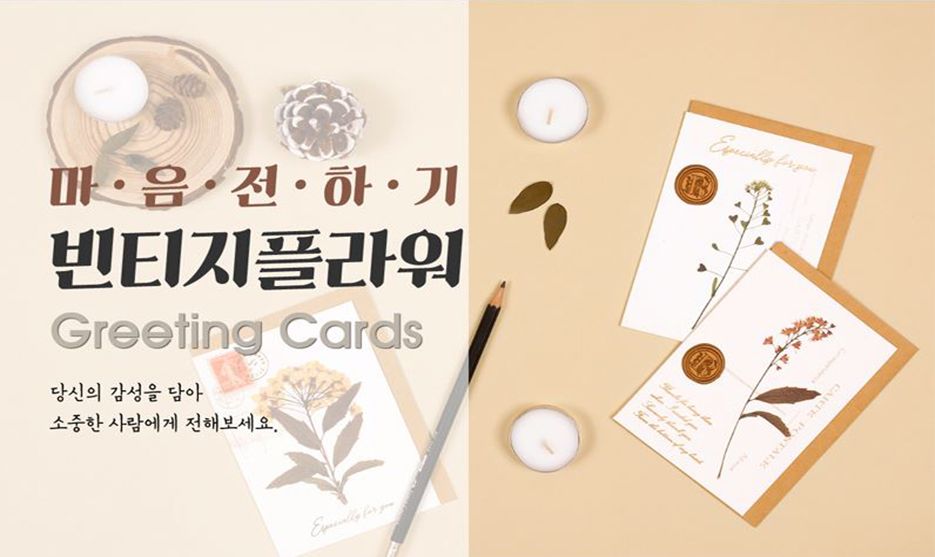 마·음·전·하·기
빈티지플라워
Greeting Cards
당신의 감성을 담아
소중한 사람에게 전해보세요.
Especially for you
Especially for you